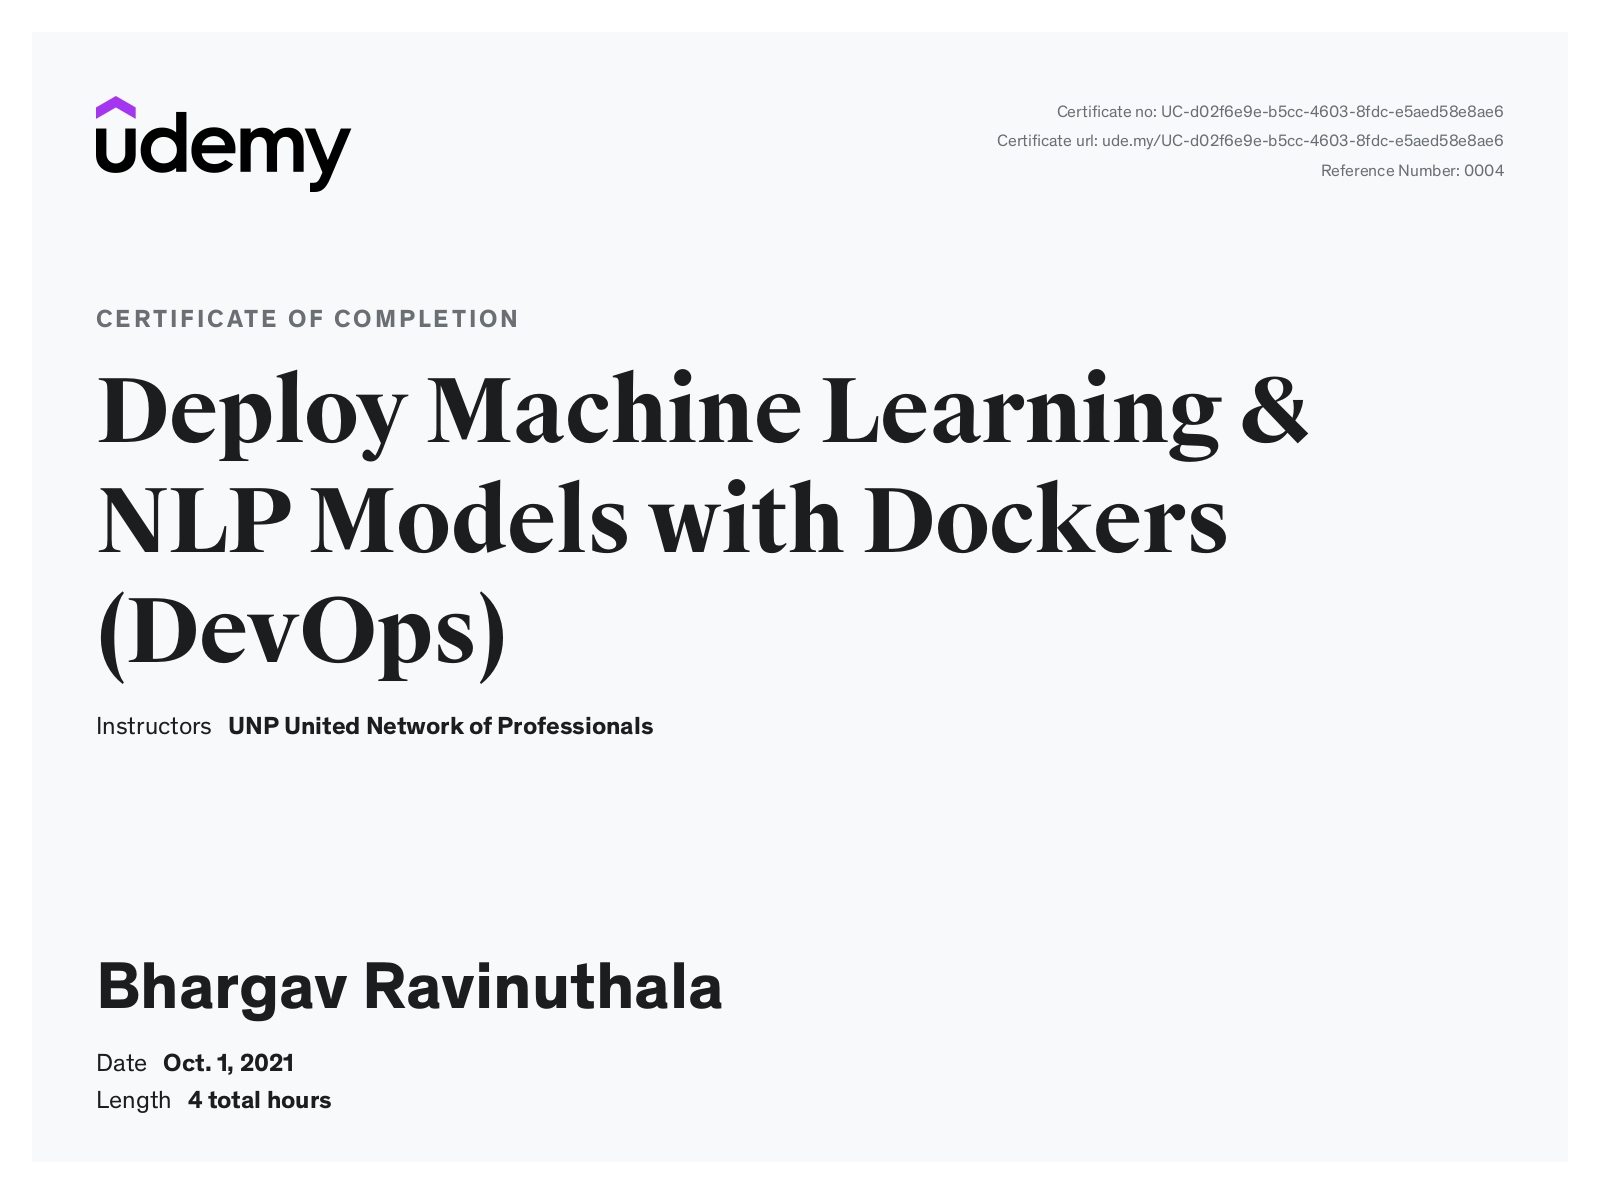 udemy
Certificate no: UC-d02f6e9e-b5cc-4603-8fdc-e5aed58e8ae6
Certificate url: ude.my/UC-d02f6e9e-b5cc-4603-8fdc-e5aed58e8ae6
Reference Number: 0004
CERTIFICATE OF COMPLETION
Deploy Machine Learning &
NLP Models with Dockers
(DevOps)
Instructors UNP United Network of Professionals
Bhargav Ravinuthala
Date Oct. 1, 2021
Length 4 total hours